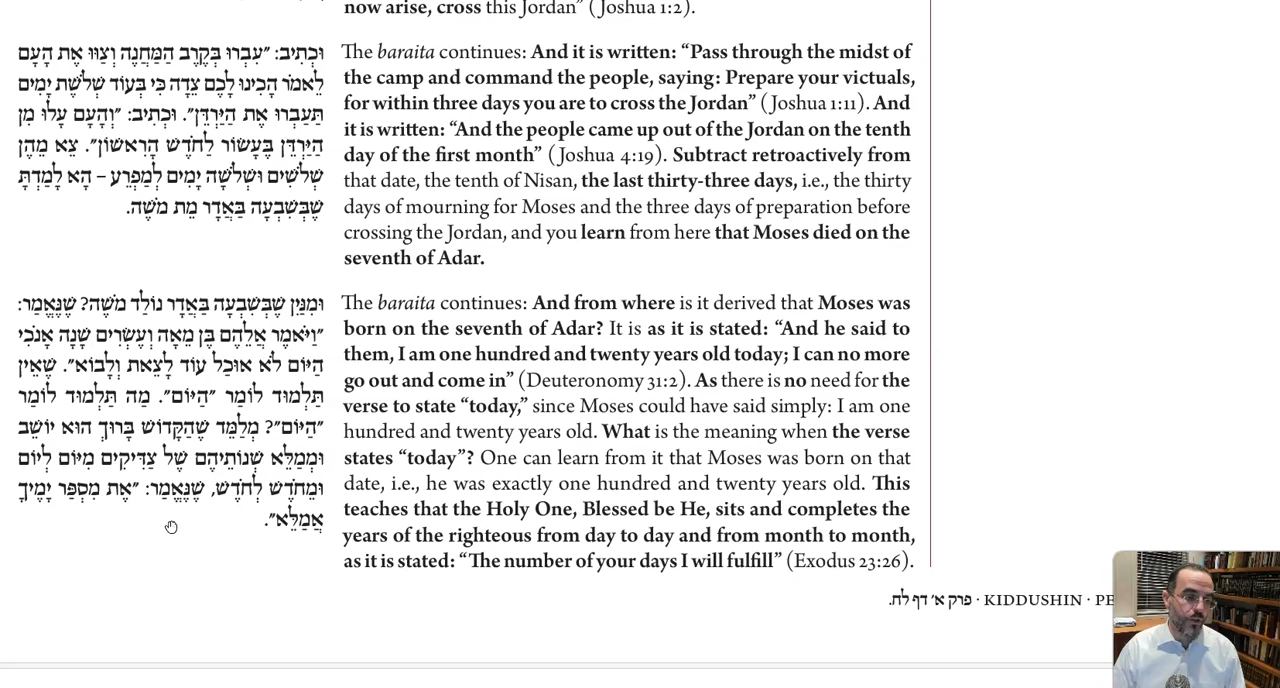 now arise, cross this Jordan” (Joshua 1:2).
וּכְתִיב: ״עִבְרוּ בְּקֶרֶב הַמַּחֲנֶה וְצַוּוּ אֶת הָעָם
לֵאמֹר הָכִינוּ לָכֶם צֵדָה כִּי בְּעוֹד שְׁלֹשֶׁת יָמִים
תַּעַבְרוּ אֶת הַיַּרְדֵּן״. וּכְתִיב: ״וְהָעָם עָלוּ מִן
הַיַּרְדֵּן בֶּעָשׂוֹר לַחֹדֶשׁ הָרִאשׁוֹן״. צֵא מֵהֶן
שְׁלֹשִׁים וּשְׁלֹשָׁה יָמִים לְמַפְרֵעַ – הָא לָמַדְתָּ
שֶׁבְּשִׁבְעָה בַּאֲדָר מֵת מֹשֶׁה.
The baraita continues: And it is written: “Pass through the midst of
the camp and command the people, saying: Prepare your victuals,
for within three days you are to cross the Jordan” (Joshua 1:11). And
it is written: “And the people came up out of the Jordan on the tenth
day of the first month” (Joshua 4:19). Subtract retroactively from
that date, the tenth of Nisan, the last thirty-three days, i.e., the thirty
days of mourning for Moses and the three days of preparation before
crossing the Jordan, and you learn from here that Moses died on the
seventh of Adar.
וּמִנַּיִן שֶׁבְּשִׁבְעָה בַּאֲדָר נוֹלַד מֹשֶׁה? שֶׁנֶּאֱמַר:
״וַיֹּאמֶר אֲלֵהֶם בֶּן מֵאָה וְעֶשְׂרִים שָׁנָה אָנֹכִי
הַיּוֹם לֹא אוּכַל עוֹד לָצֵאת וְלָבוֹא״. שֶׁאֵין
תַּלְמוּד לוֹמַר ״הַיּוֹם״. מָה תַּלְמוּד לוֹמַר
״הַיּוֹם״? מְלַמֵּד שֶׁהַקָּדוֹשׁ בָּרוּךְ הוּא יוֹשֵׁב
וּמְמַלֵּא שְׁנוֹתֵיהֶם שֶׁל צַדִּיקִים מִיּוֹם לְיוֹם
וּמֵחֹדֶשׁ לְחֹדֶשׁ, שֶׁנֶּאֱמַר: ״אֶת מִסְפַּר יָמֶיךָ
אֲמַלֵּא״.
The baraita continues: And from where is it derived that Moses was
born on the seventh of Adar? It is as it is stated: “And he said to
them, I am one hundred and twenty years old today; I can no more
go out and come in” (Deuteronomy 31:2). As there is no need for the
verse to state “today,” since Moses could have said simply: I am one
hundred and twenty years old. What is the meaning when the verse
states “today”? One can learn from it that Moses was born on that
date, i.e., he was exactly one hundred and twenty years old. This
teaches that the Holy One, Blessed be He, sits and completes the
years of the righteous from day to day and from month to month,
as it is stated: “The number of your days I will fulfill” (Exodus 23:26).
פרק א׳ דף לח. · KIDDUSHIN · PE